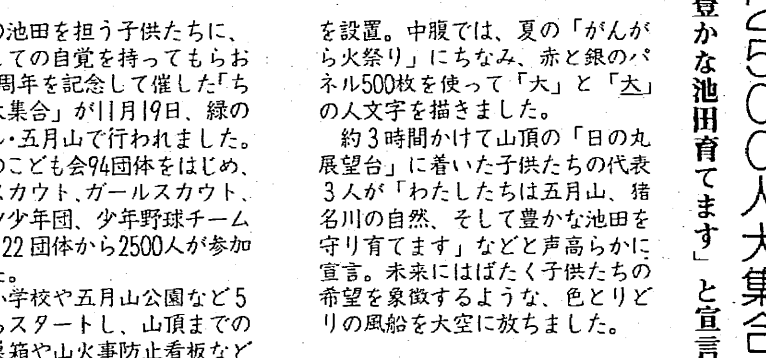 2500人大集合
豊かな池田育てます」と宣言
を設置。中腹では、夏の「がんが
ら火祭り」にちなみ、赤と銀のパ
ネル500枚を使って「大」と「大」
の人文字を描きました。
約3時間かけて山頂の「日の丸
展望台」に着いた子供たちの代表
3人が「わたしたちは五月山、猪
名川の自然、そして豊かな池田を
守り育てます」などと声高らかに
宣言。未来にはばたく子供たちの
希望を象徴するような、色とりど
りの風船を大空に放ちました。
池田を担う子供たちに、
ての自覚を持ってもらお
周年を記念して催した「ち
集合」が11月19日、緑の
・五月山で行われました。
こども会94団体をはじめ、
カウト、ガールスカウト、
少年団、少年野球チーム
22団体から2500人が参加
。
学校や五月山公園など5
スタートし、山頂までの
巣箱や山火事防止看板など